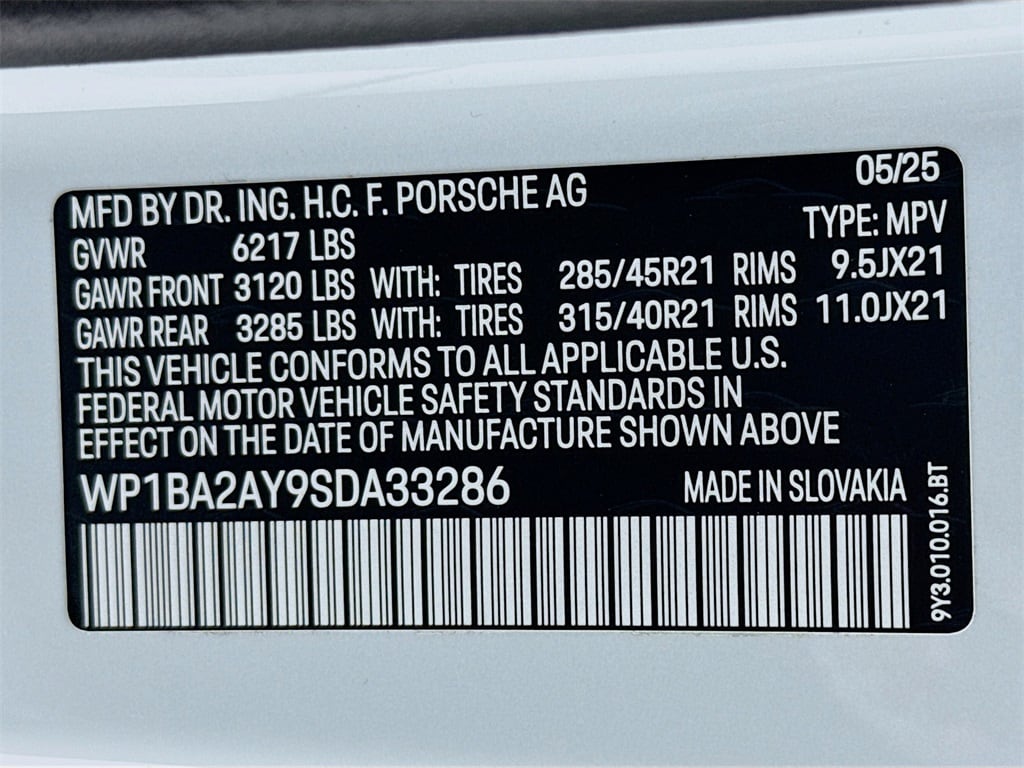 05/25
MFD BY DR. ING. H.C. F. PORSCHE AG
TYPE: MPV
GVWR 6217 LBS
GAWR FRONT 3120 LBS WITH: TIRES 285/45R21 RIMS 9.5JX21
GAWR REAR 3285 LBS WITH: TIRES 315/40R21 RIMS 11.0JX21
THIS VEHICLE CONFORMS TO ALL APPLICABLE U.S.
FEDERAL MOTOR VEHICLE SAFETY STANDARDS IN
EFFECT ON THE DATE OF MANUFACTURE SHOWN ABOVE
WP1BA2AY9SDA33286 MADE IN SLOVAKIA
9Y3.010.016.BT